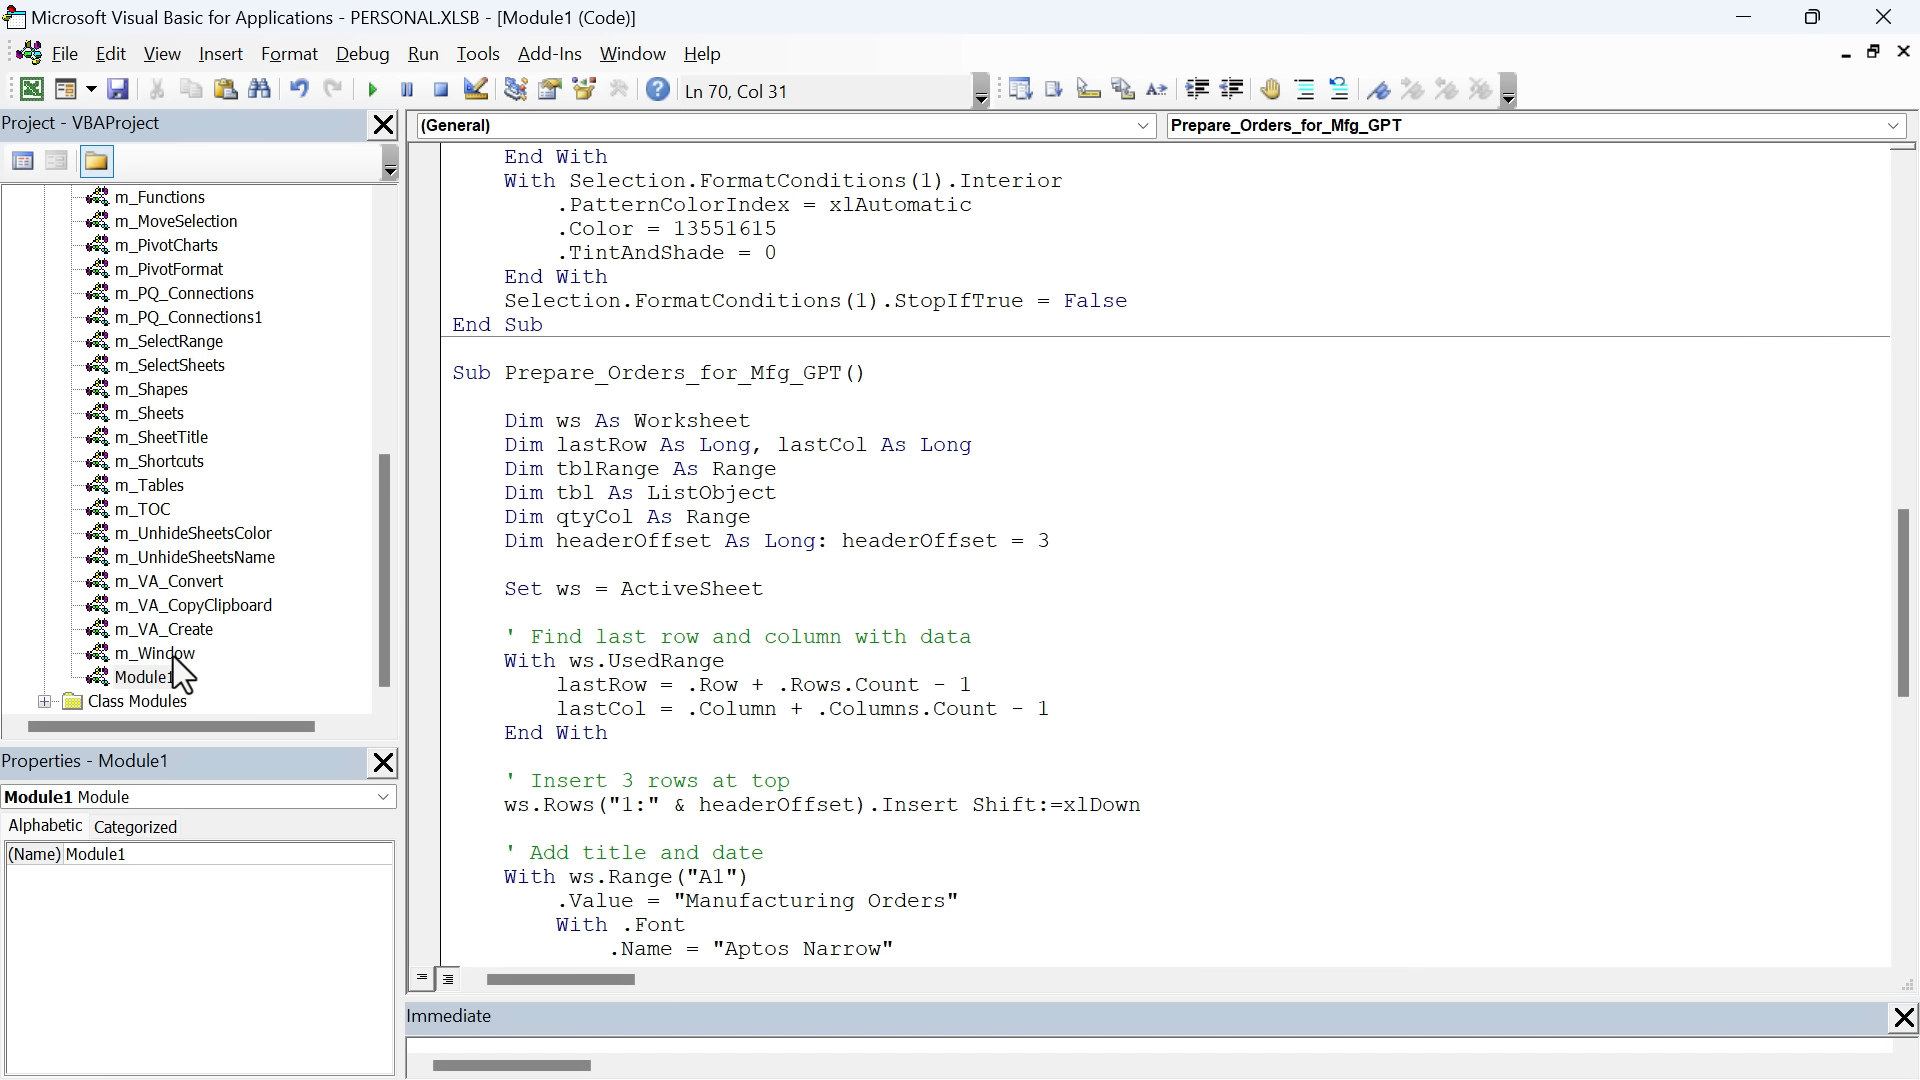 Microsoft Visual Basic for Applications - PERSONAL.XLSB - [Module1 (Code)]
File Edit View Insert Format Debug Run Tools Add-Ins Window Help
Ln 70, Col 31
Project - VBAProject
m_Functions
m_MoveSelection
m_PivotCharts
m_PivotFormat
m_PQ_Connections
m_PQ_Connections1
m_SelectRange
m_SelectSheets
m_Shapes
m_Sheets
m_SheetTitle
m_Shortcuts
m_Tables
m_TOC
m_UnhideSheetsColor
m_UnhideSheetsName
m_VA_Convert
m_VA_CopyClipboard
m_VA_Create
m_Window
Module1
Class Modules
Properties - Module1
Module1 Module
Alphabetic Categorized
(Name) Module1
(General)
Prepare_Orders_for_Mfg_GPT
End With
With Selection.FormatConditions(1).Interior
.PatternColorIndex = xlAutomatic
.Color = 13551615
.TintAndShade = 0
End With
Selection.FormatConditions(1).StopIfTrue = False
End Sub
Sub Prepare_Orders_for_Mfg_GPT()
Dim ws As Worksheet
Dim lastRow As Long, lastCol As Long
Dim tblRange As Range
Dim tbl As ListObject
Dim qtyCol As Range
Dim headerOffset As Long: headerOffset = 3
Set ws = ActiveSheet
' Find last row and column with data
With ws.UsedRange
lastRow = .Row + .Rows.Count - 1
lastCol = .Column + .Columns.Count - 1
End With
' Insert 3 rows at top
ws.Rows("1:" & headerOffset).Insert Shift:=xlDown
' Add title and date
With ws.Range("A1")
.Value = "Manufacturing Orders"
With .Font
.Name = "Aptos Narrow"
Immediate